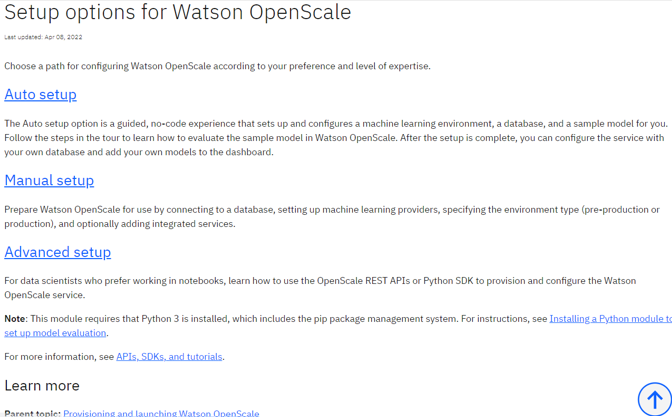 Setup options for Watson OpenScale
Last updated: Apr 08, 2022
Choose a path for configuring Watson OpenScale according to your preference and level of expertise.
Auto setup
The Auto setup option is a guided, no-code experience that sets up and configures a machine learning environment, a database, and a sample model for you.
Follow the steps in the tour to learn how to evaluate the sample model in Watson OpenScale. After the setup is complete, you can configure the service with
your own database and add your own models to the dashboard.
Manual setup
Prepare Watson OpenScale for use by connecting to a database, setting up machine learning providers, specifying the environment type (pre-production or
production), and optionally adding integrated services.
Advanced setup
For data scientists who prefer working in notebooks, learn how to use the OpenScale REST APIs or Python SDK to provision and configure the Watson
OpenScale service.
Note: This module requires that Python 3 is installed, which includes the pip package management system. For instructions, see Installing a Python module to
set up model evaluation.
For more information, see APIs, SDKs, and tutorials.
Learn more
Parent topic: Provisioning and launching Watson OpenScale